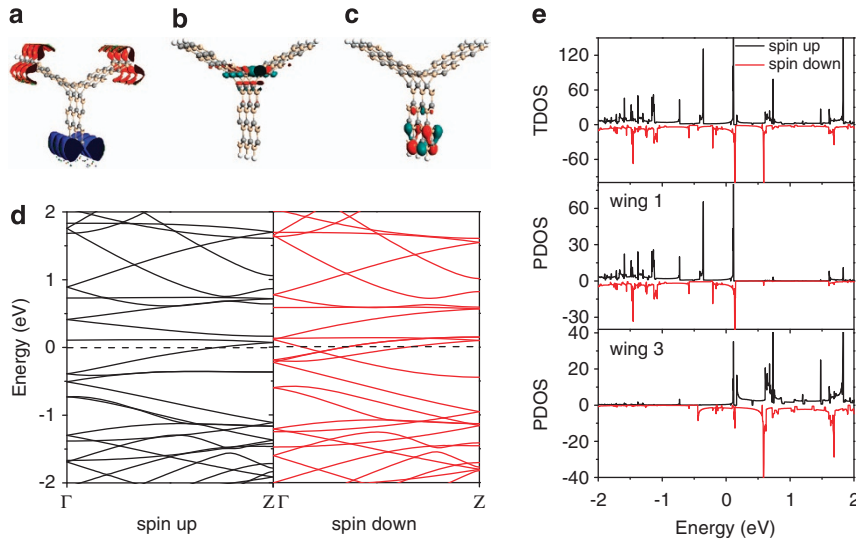 a
b
c
d
Energy (eV)
2
1
0
-1
-2
Γ
Z
Γ
Z
spin up
spin down
e
spin up
spin down
TDOS
120
60
0
-60
wing 1
PDOS
60
30
0
-30
wing 3
PDOS
40
20
0
-20
-40
-2
-1
0
1
2
Energy (eV)